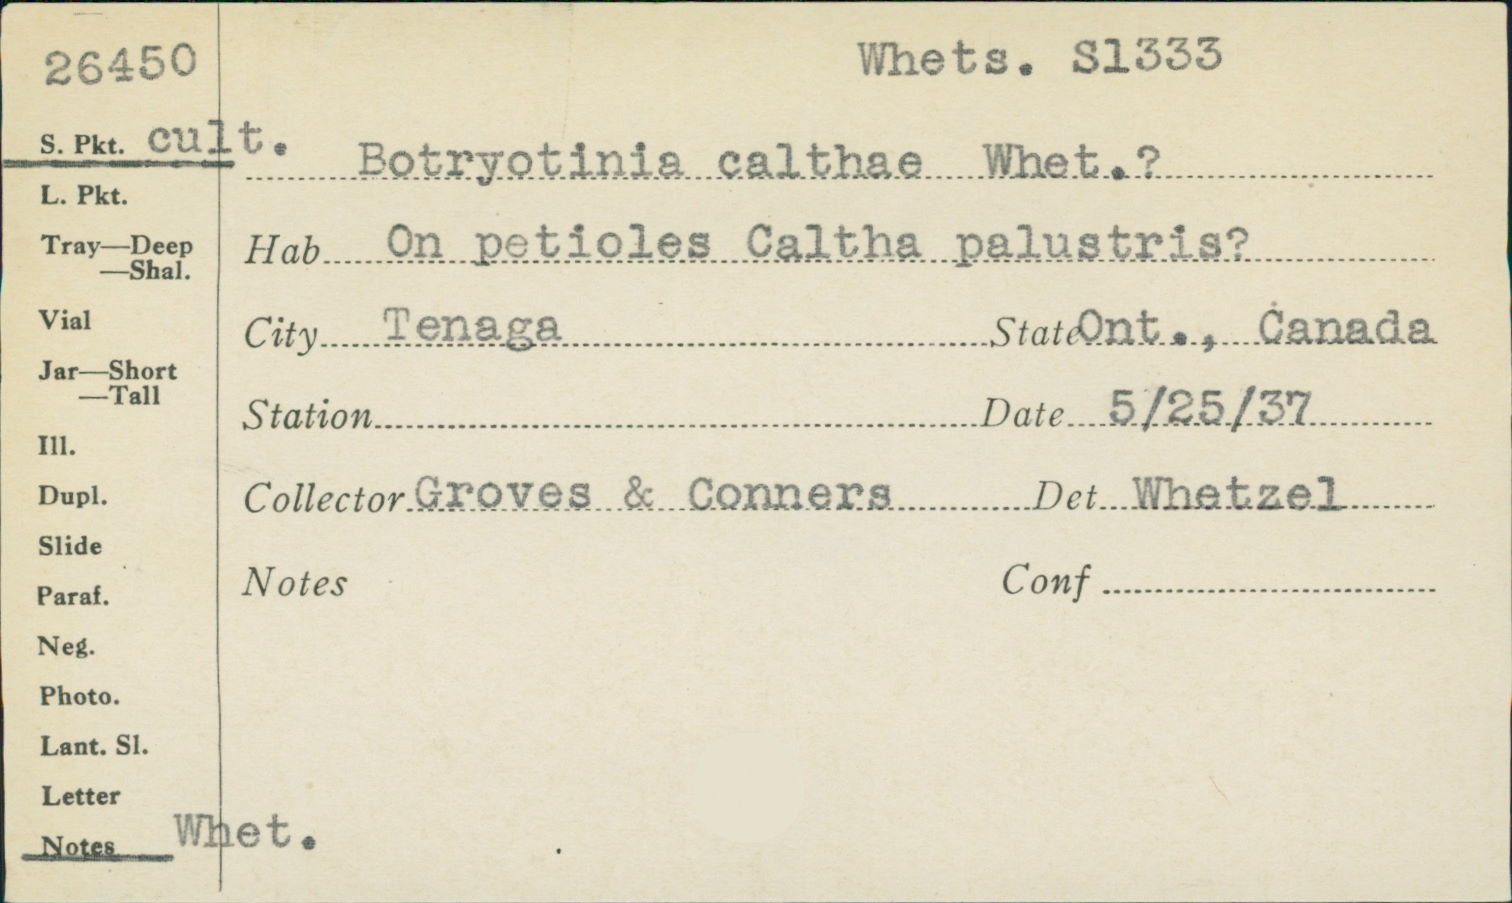 26450
Whets. S1333
S. Pkt. cult.
Botryotinia calthae Whet.?
L. Pkt.
Tray—Deep
—Shal.
Hab On petioles Caltha palustris?
Vial
City Tenaga State Ont., Canada
Jar—Short
—Tall
Station Date 5/25/37
Ill.
Dupl.
Collector Groves & Conners Det Whetzel
Slide
Paraf.
Notes Conf
Neg.
Photo.
Lant. Sl.
Letter
Notes Whet.